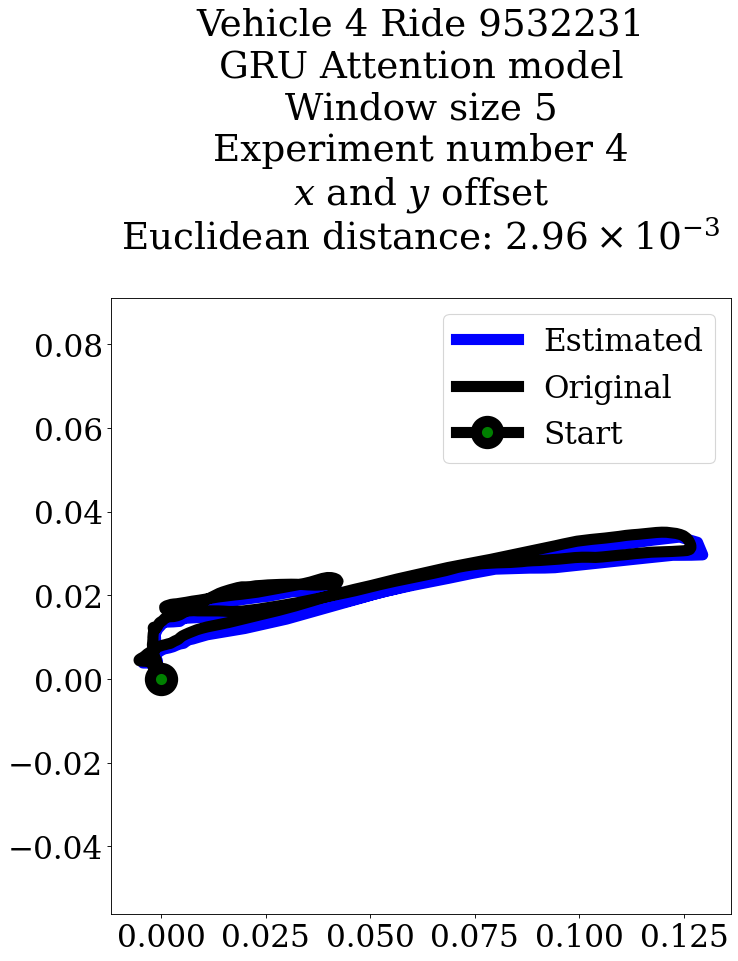 Vehicle 4 Ride 9532231
GRU Attention model
Window size 5
Experiment number 4
x and y offset
Euclidean distance: 2.96 × 10⁻³
Estimated
Original
Start
0.08
0.06
0.04
0.02
0.00
−0.02
−0.04
0.000 0.025 0.050 0.075 0.100 0.125